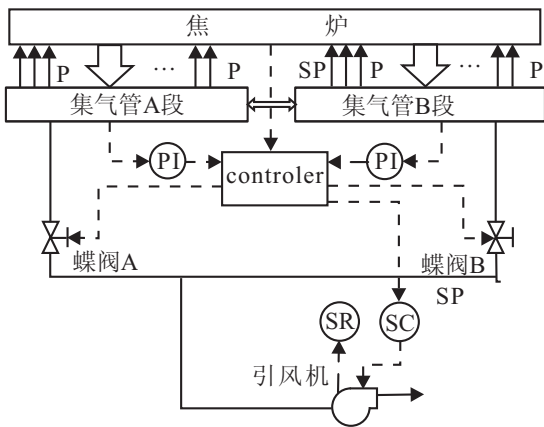 焦 炉
P … P SP P … P
集气管A段 集气管B段
PI PI
controler
蝶阀A 蝶阀B
SP
SR SC
引风机